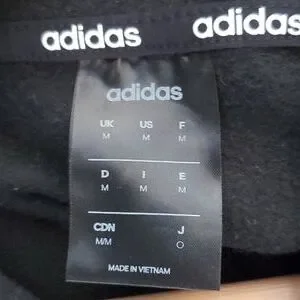 adidas adidas
adidas
UK US F
M M M
D i E
M M M
CDN J
M/M O
MADE IN VIETNAM